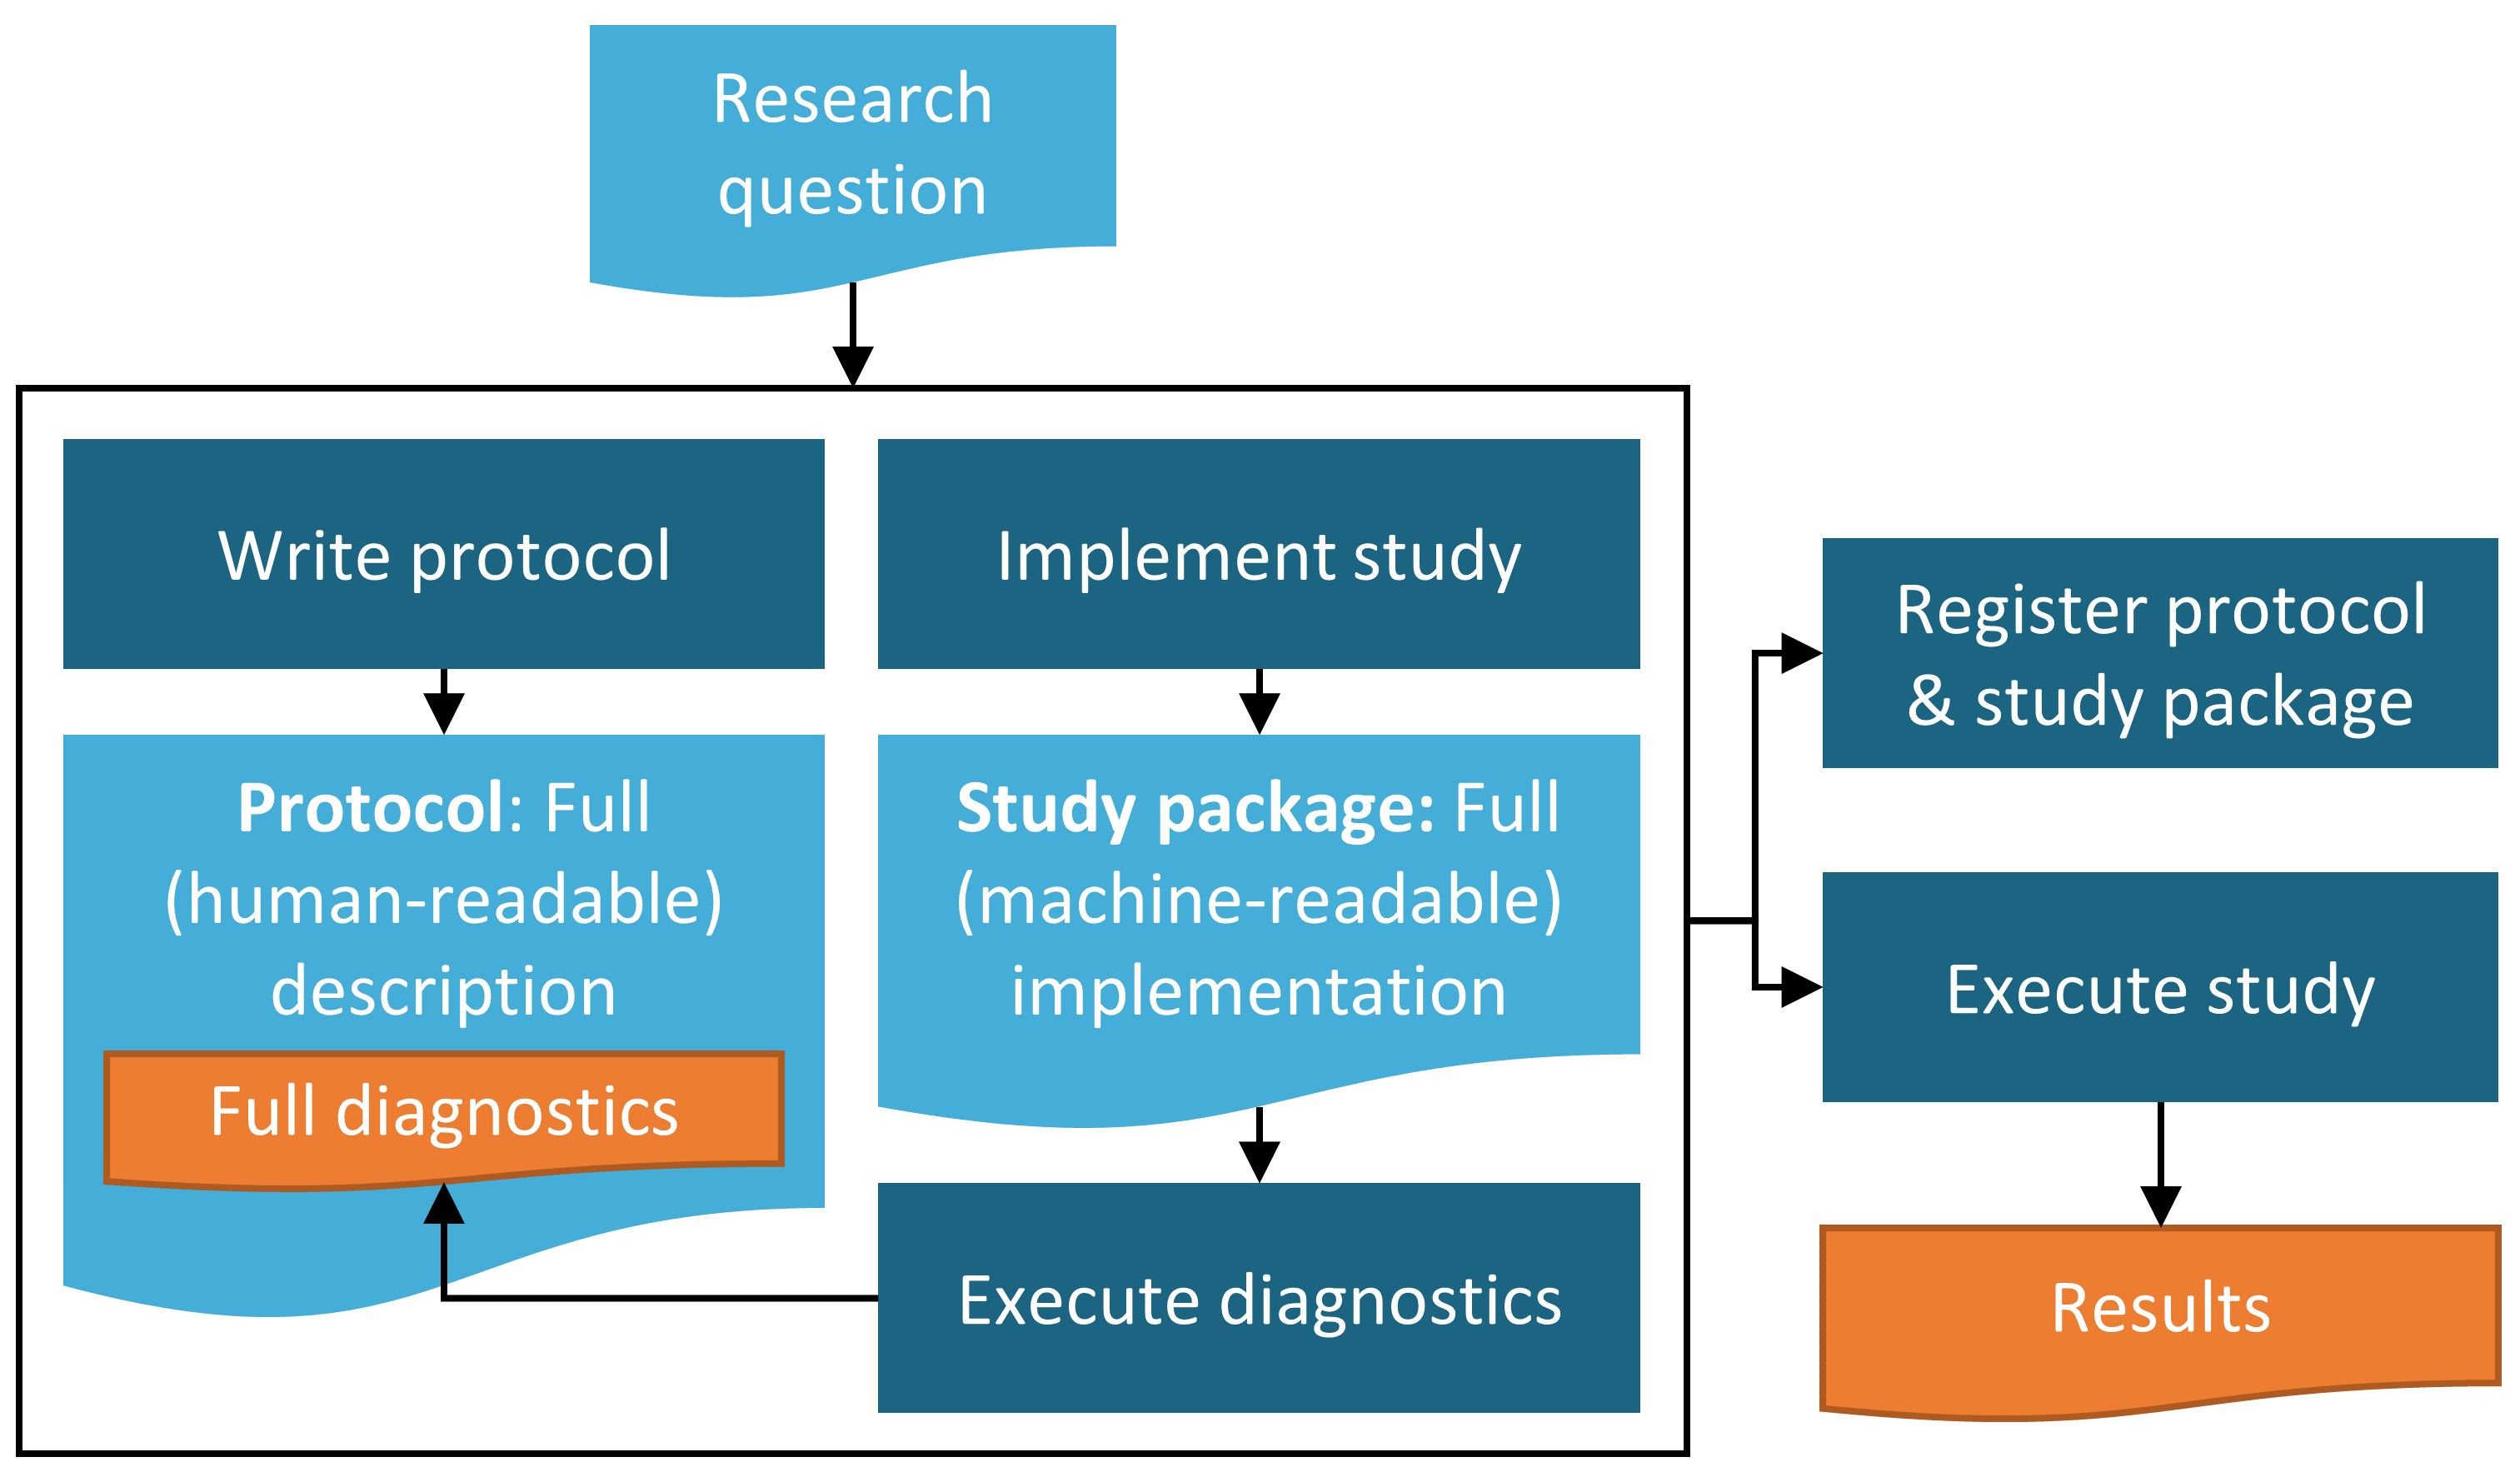 Research
question
Write protocol
Implement study
Protocol: Full
(human-readable)
description
Full diagnostics
Study package: Full
(machine-readable)
implementation
Execute diagnostics
Register protocol
& study package
Execute study
Results